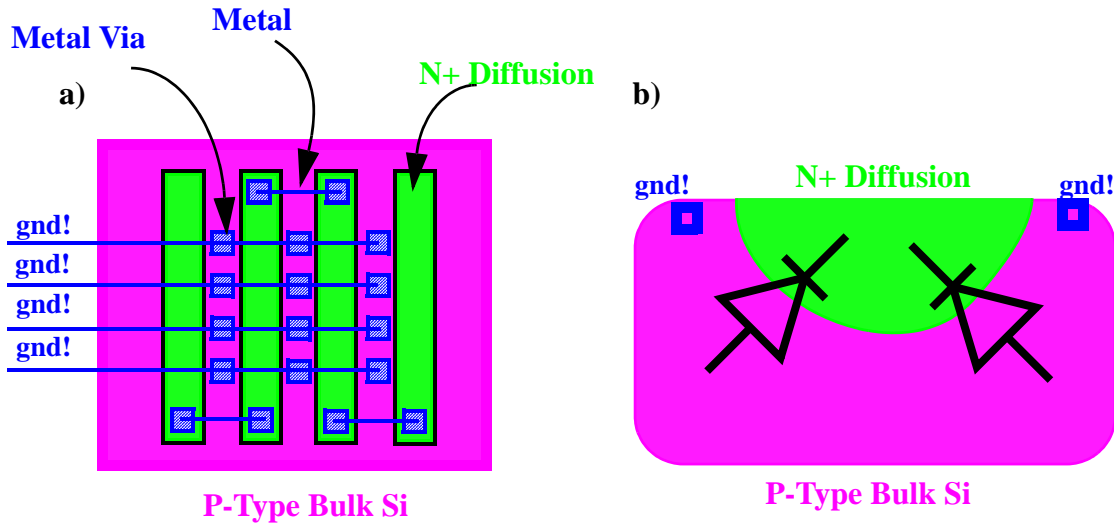 Metal Via
Metal
N+ Diffusion
a)
gnd!
gnd!
gnd!
gnd!
P-Type Bulk Si
b)
N+ Diffusion
gnd!
gnd!
P-Type Bulk Si